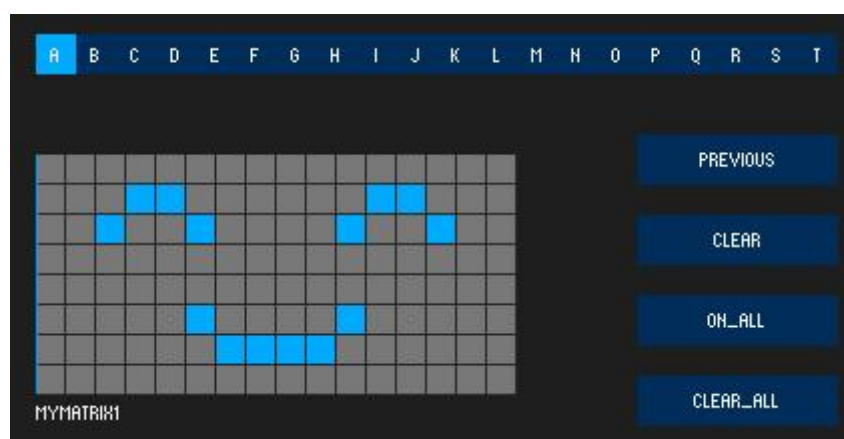 A B C D E F G H I J K L M N O P Q R S T
PREVIOUS
CLEAR
ON_ALL
CLEAR_ALL
MYMATRIX1